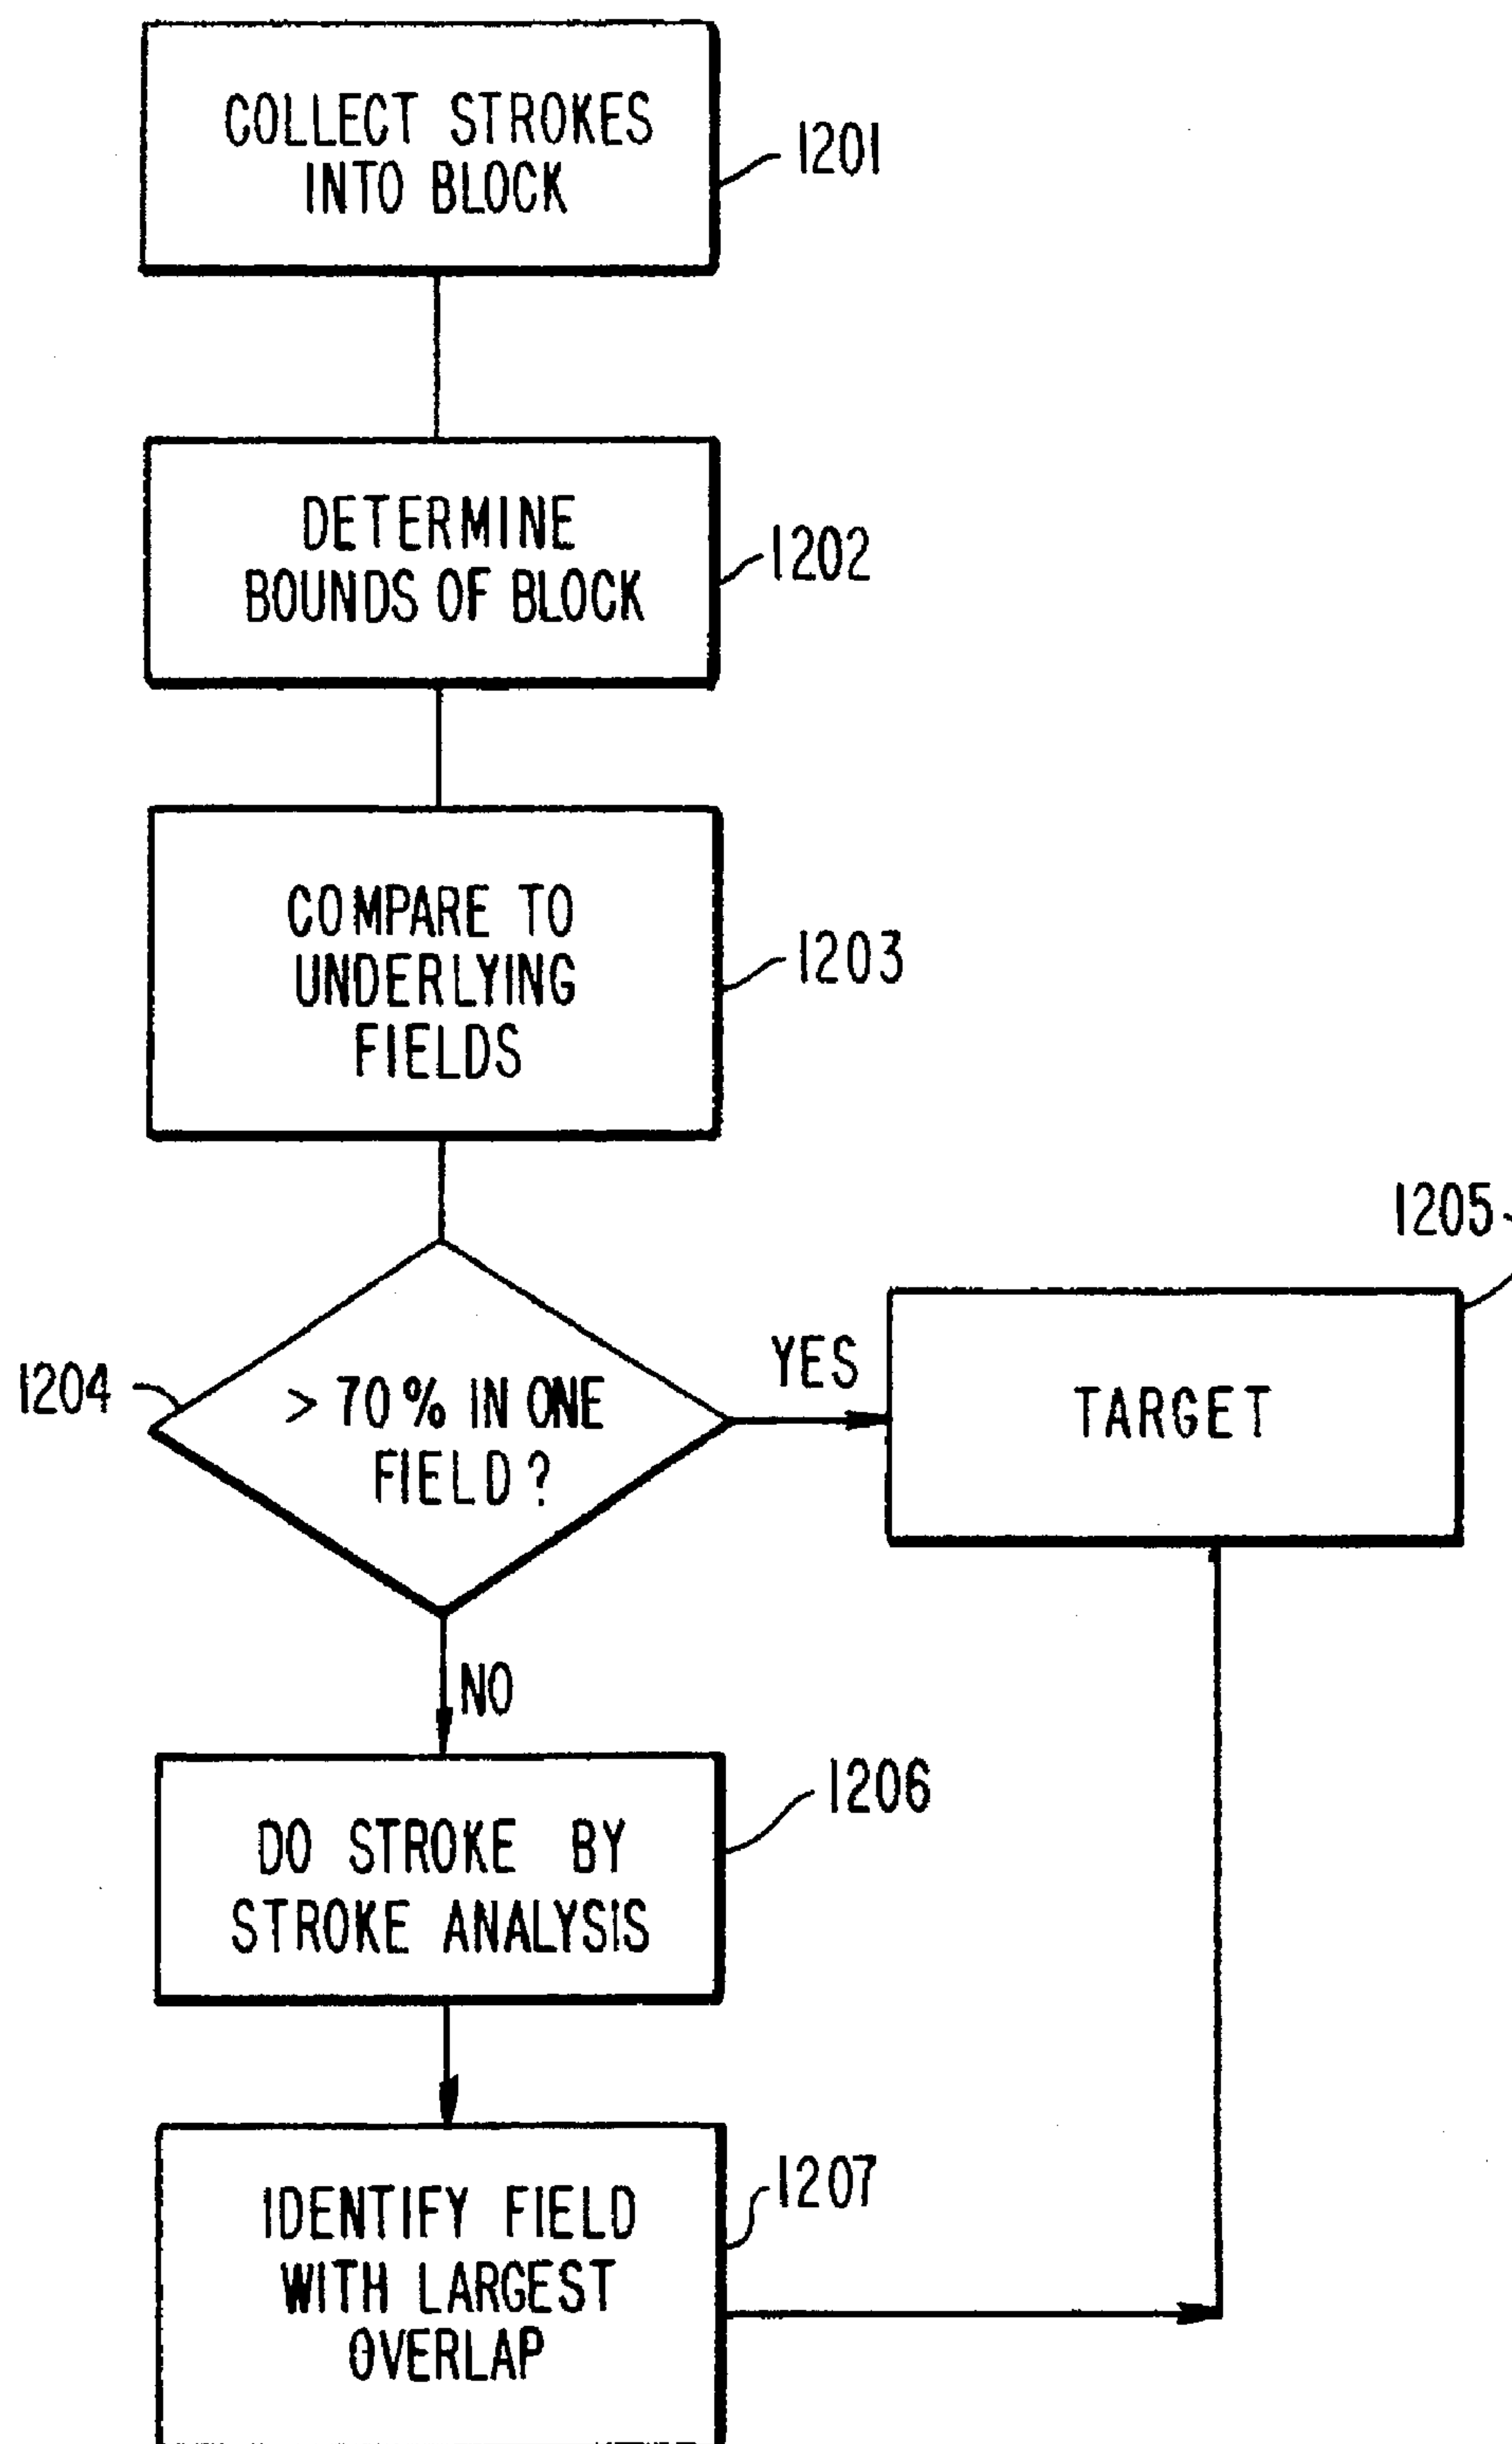 COLLECT STROKES
INTO BLOCK
1201
DETERMINE
BOUNDS OF BLOCK
1202
COMPARE TO
UNDERLYING
FIELDS
1203
1204
> 70% IN ONE
FIELD?
YES
1205
TARGET
NO
DO STROKE BY
STROKE ANALYSIS
1206
IDENTIFY FIELD
WITH LARGEST
OVERLAP
1207